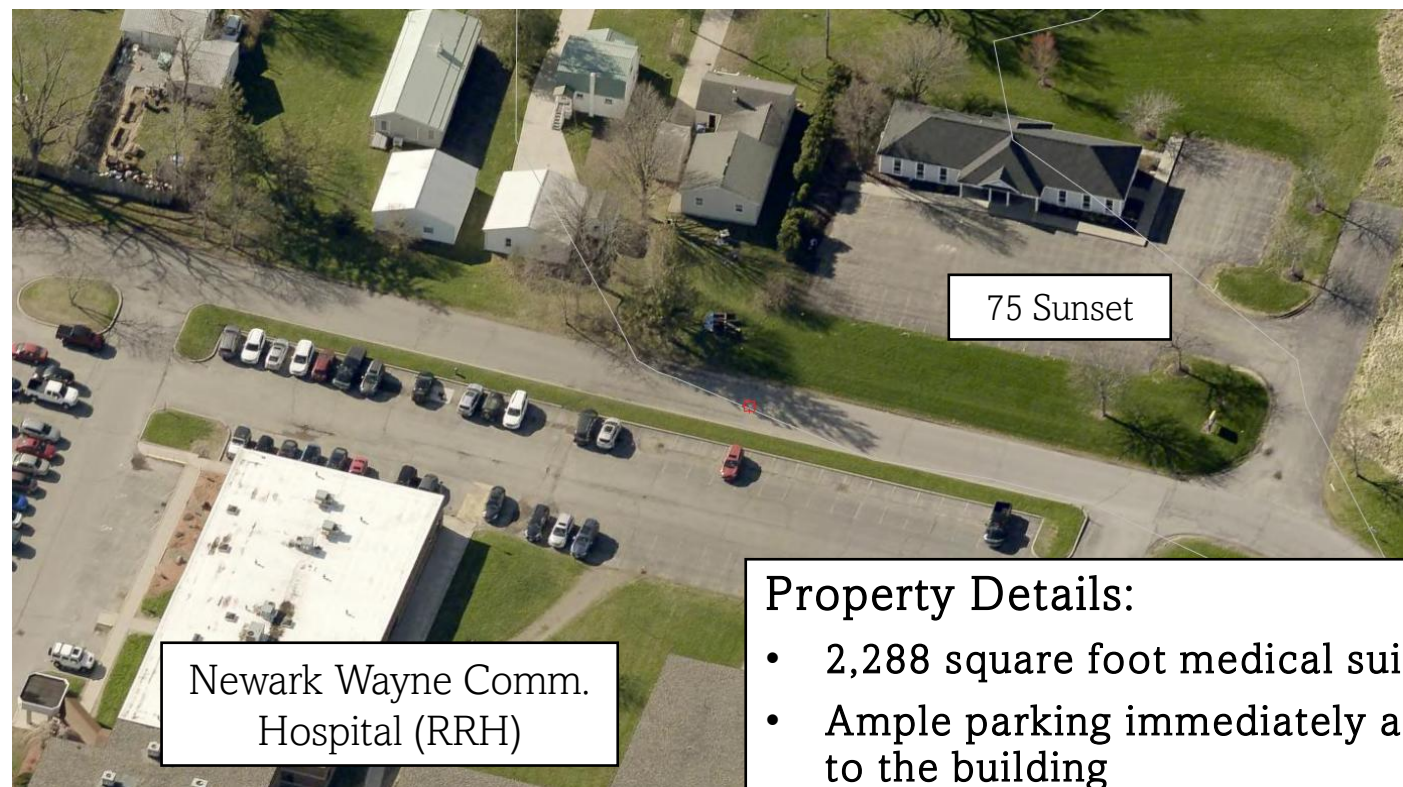 75 Sunset
Newark Wayne Comm.
Hospital (RRH)
Property Details:
• 2,288 square foot medical sui
• Ample parking immediately a
to the building